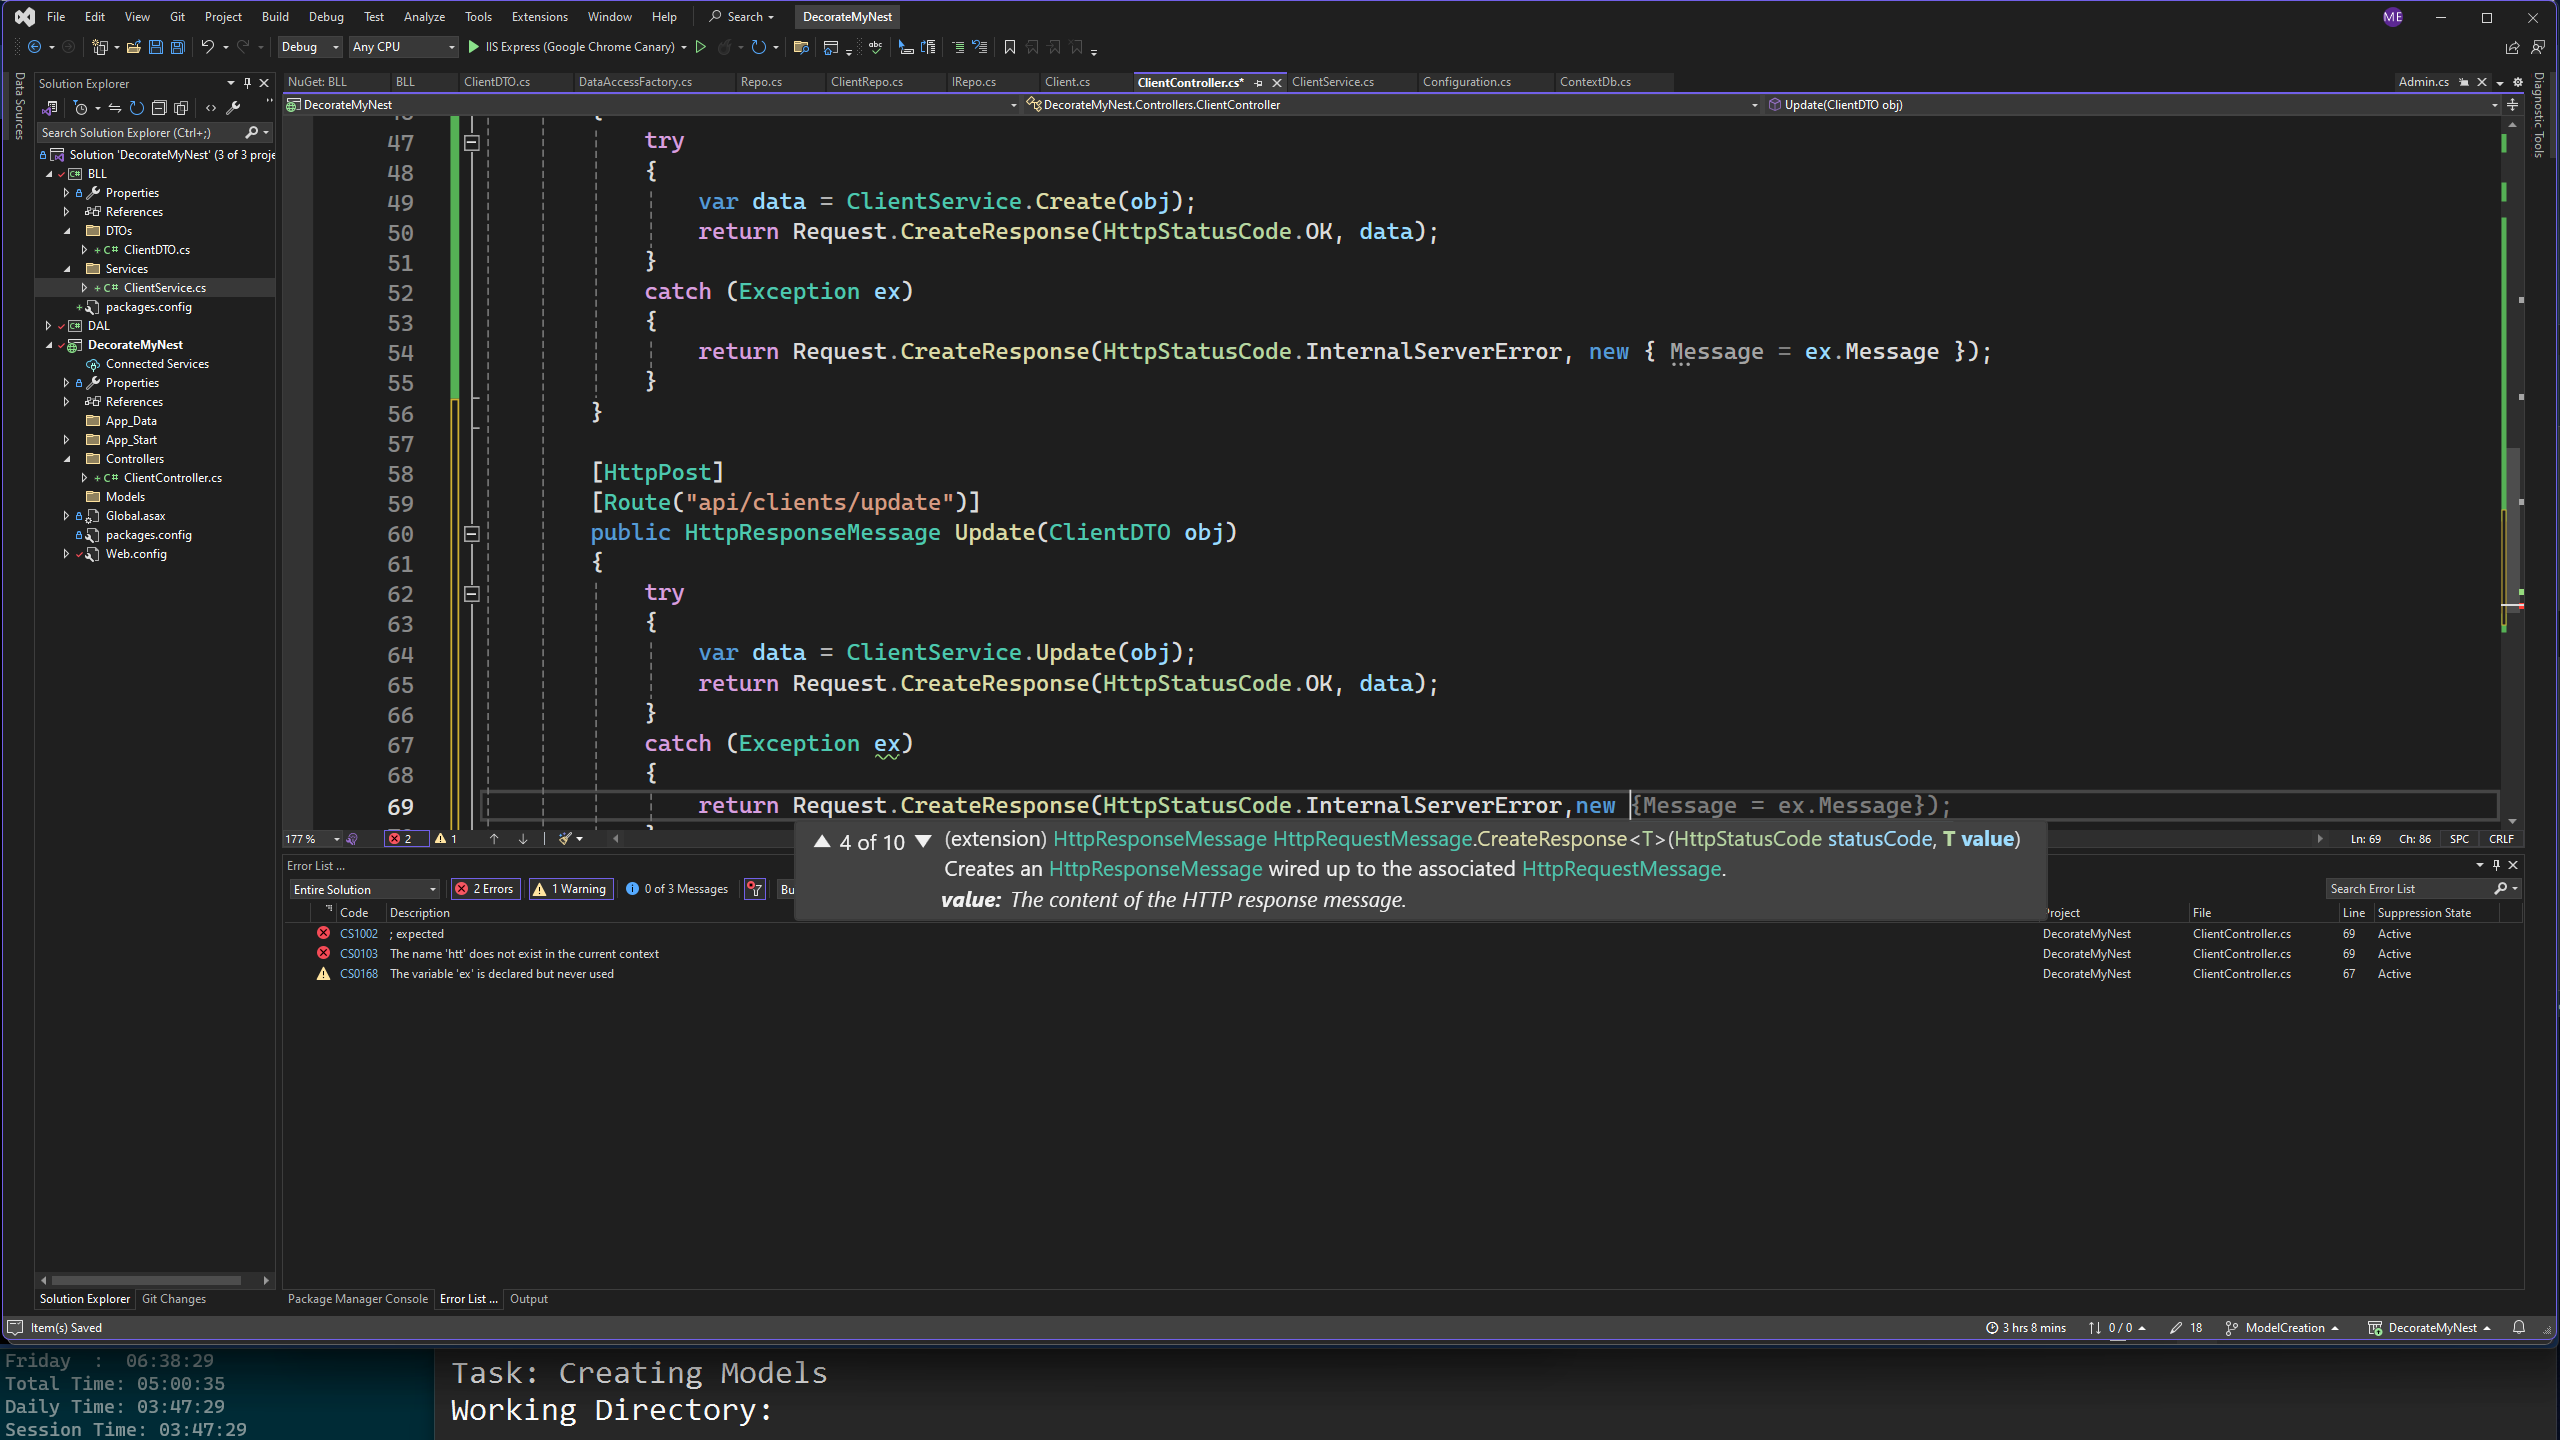 File Edit View Git Project Build Debug Test Analyze Tools Extensions Window Help Search DecorateMyNest ME
Debug Any CPU IIS Express (Google Chrome Canary)
Data Sources
Solution Explorer
Search Solution Explorer (Ctrl+;)
Solution 'DecorateMyNest' (3 of 3 proje
BLL
Properties
References
DTOs
C# ClientDTO.cs
Services
C# ClientService.cs
packages.config
DAL
DecorateMyNest
Connected Services
Properties
References
App_Data
App_Start
Controllers
C# ClientController.cs
Models
Global.asax
packages.config
Web.config
Solution Explorer Git Changes
NuGet: BLL BLL ClientDTO.cs DataAccessFactory.cs Repo.cs ClientRepo.cs IRepo.cs Client.cs ClientController.cs* ClientService.cs Configuration.cs ContextDb.cs Admin.cs
DecorateMyNest DecorateMyNest.Controllers.ClientController Update(ClientDTO obj)
Diagnostic Tools
47 try
48 {
49 var data = ClientService.Create(obj);
50 return Request.CreateResponse(HttpStatusCode.OK, data);
51 }
52 catch (Exception ex)
53 {
54 return Request.CreateResponse(HttpStatusCode.InternalServerError, new { Message = ex.Message });
55 }
56 }
57
58 [HttpPost]
59 [Route("api/clients/update")]
60 public HttpResponseMessage Update(ClientDTO obj)
61 {
62 try
63 {
64 var data = ClientService.Update(obj);
65 return Request.CreateResponse(HttpStatusCode.OK, data);
66 }
67 catch (Exception ex)
68 {
69 return Request.CreateResponse(HttpStatusCode.InternalServerError,new {Message = ex.Message});
177 % 2 1 Ln: 69 Ch: 86 SPC CRLF
4 of 10 (extension) HttpResponseMessage HttpRequestMessage.CreateResponse<T>(HttpStatusCode statusCode, T value)
Creates an HttpResponseMessage wired up to the associated HttpRequestMessage.
value: The content of the HTTP response message.
Error List ...
Entire Solution 2 Errors 1 Warning 0 of 3 Messages Bu Search Error List
Code Description roject File Line Suppression State
CS1002 ; expected DecorateMyNest ClientController.cs 69 Active
CS0103 The name 'htt' does not exist in the current context DecorateMyNest ClientController.cs 69 Active
CS0168 The variable 'ex' is declared but never used DecorateMyNest ClientController.cs 67 Active
Package Manager Console Error List ... Output
Item(s) Saved 3 hrs 8 mins 0 / 0 18 ModelCreation DecorateMyNest
Friday : 06:38:29
Total Time: 05:00:35
Daily Time: 03:47:29
Session Time: 03:47:29
Task: Creating Models
Working Directory: